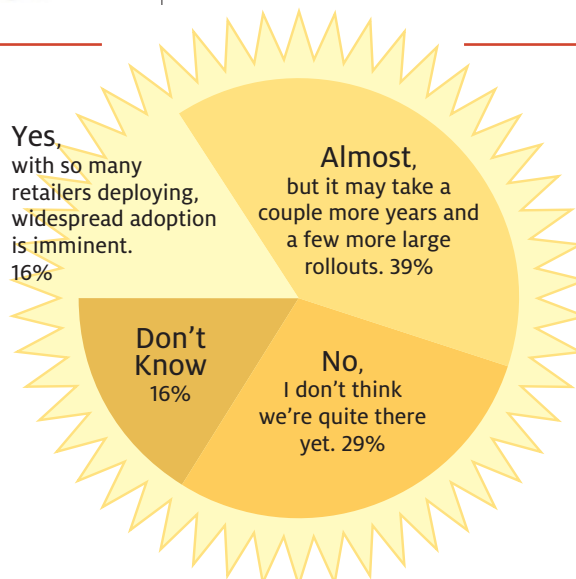 Yes,
with so many
retailers deploying,
widespread adoption
is imminent.
16%
Almost,
but it may take a
couple more years and
a few more large
rollouts. 39%
Don't
Know
16%
No,
I don't think
we're quite there
yet. 29%